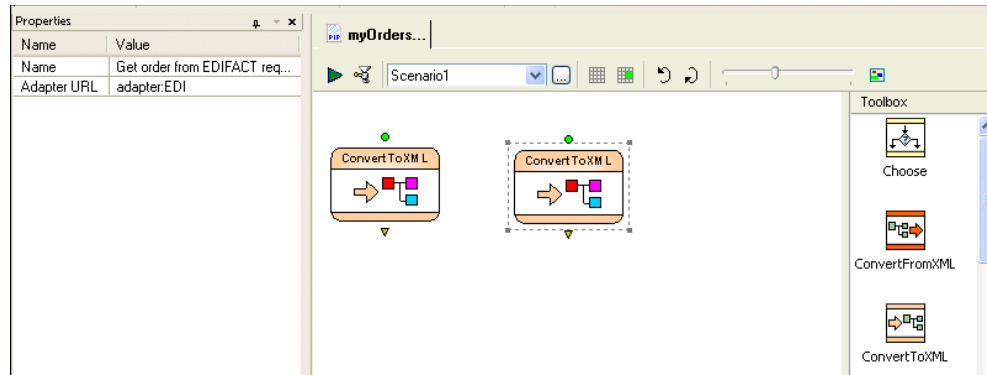 Properties
Name Value
Name Get order from EDIFACT req...
Adapter URL adapter:EDI
PIP myOrders...
Scenario1 ...
ConvertToXML
ConvertToXML
Toolbox
Choose
ConvertFromXML
ConvertToXML